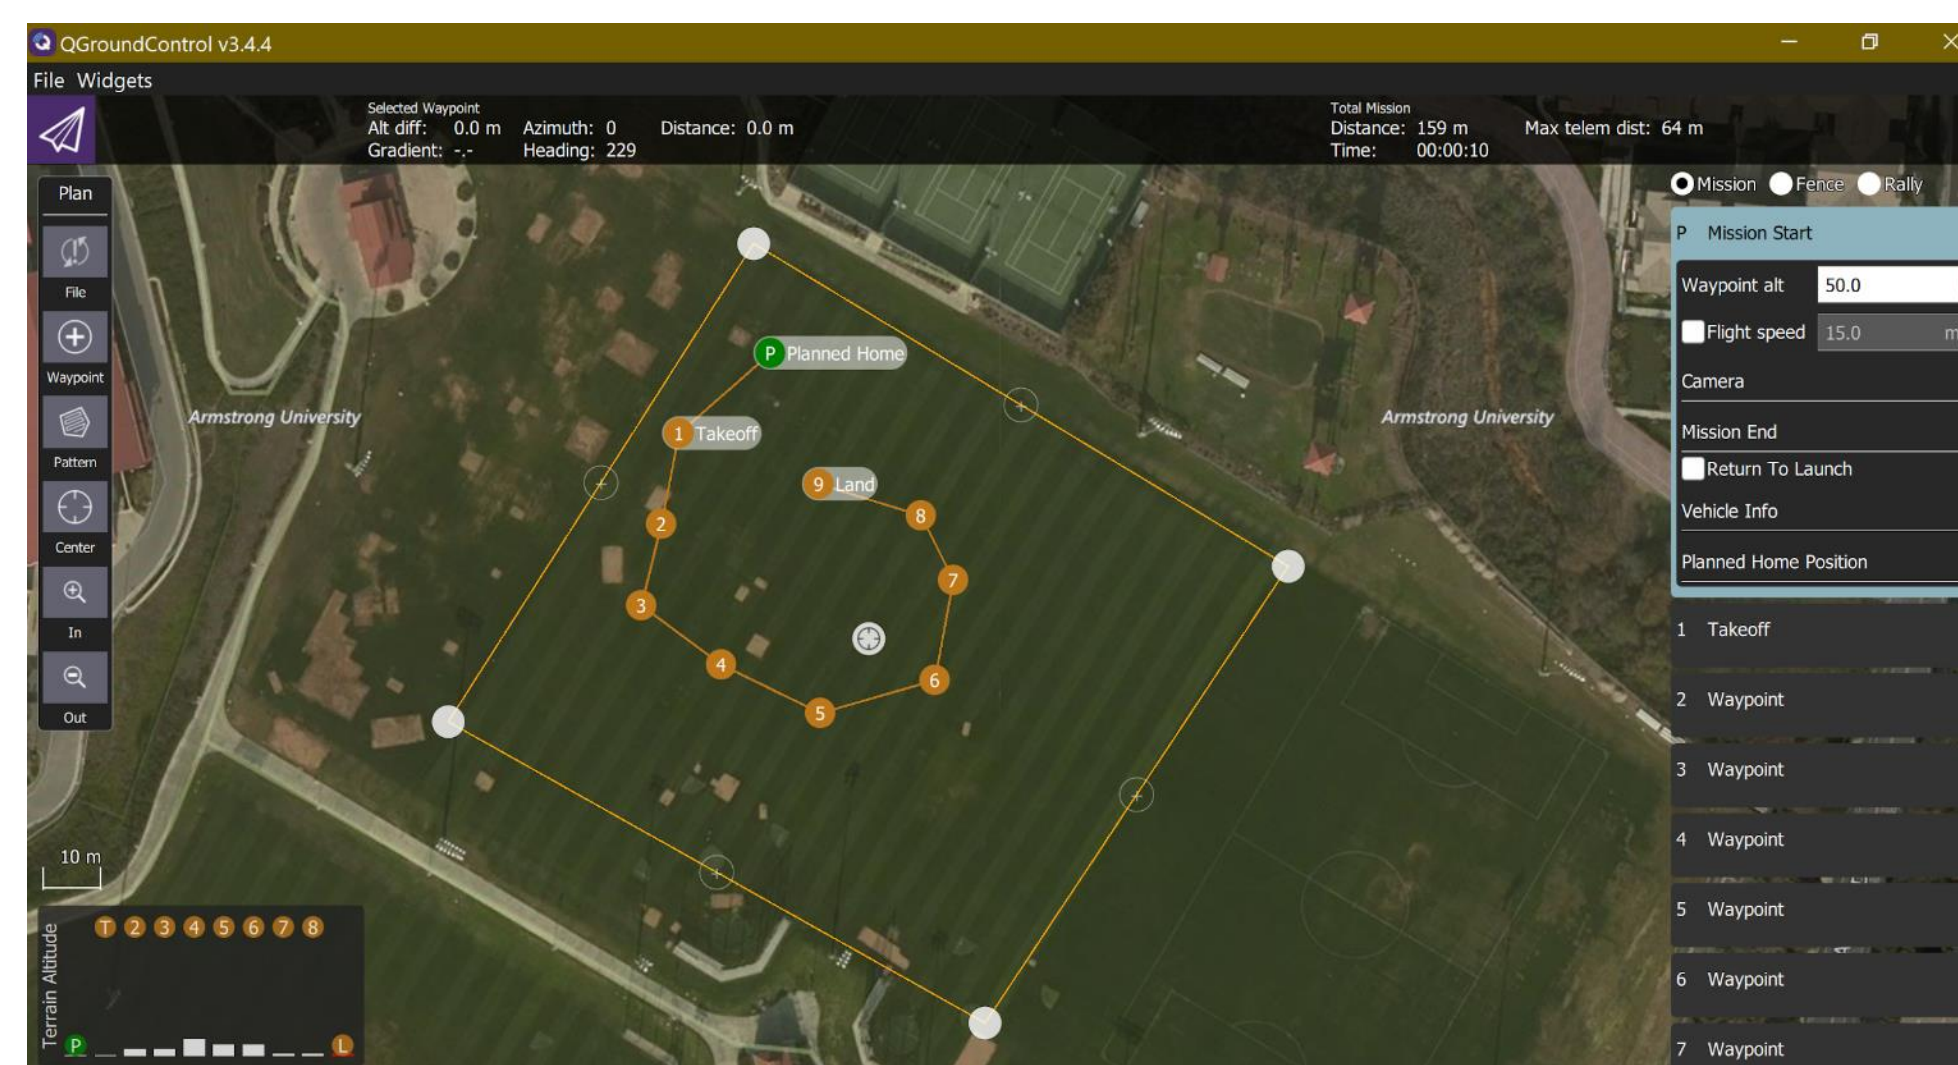 QGroundControl v3.4.4
File Widgets
Selected Waypoint
Alt diff: 0.0 m Azimuth: 0 Distance: 0.0 m
Gradient: -.- Heading: 229
Total Mission
Distance: 159 m Max telem dist: 64 m
Time: 00:00:10
Plan
File
Waypoint
Pattern
Center
In
Out
10 m
Mission Fence Rally
P Mission Start
Waypoint alt 50.0
Flight speed 15.0 m
Camera
Mission End
Return To Launch
Vehicle Info
Planned Home Position
1 Takeoff
2 Waypoint
3 Waypoint
4 Waypoint
5 Waypoint
6 Waypoint
7 Waypoint
P Planned Home
Armstrong University
Armstrong University
1 Takeoff
9 Land
8
2
7
3
4
6
5
Terrain Altitude
T 2 3 4 5 6 7 8
P L